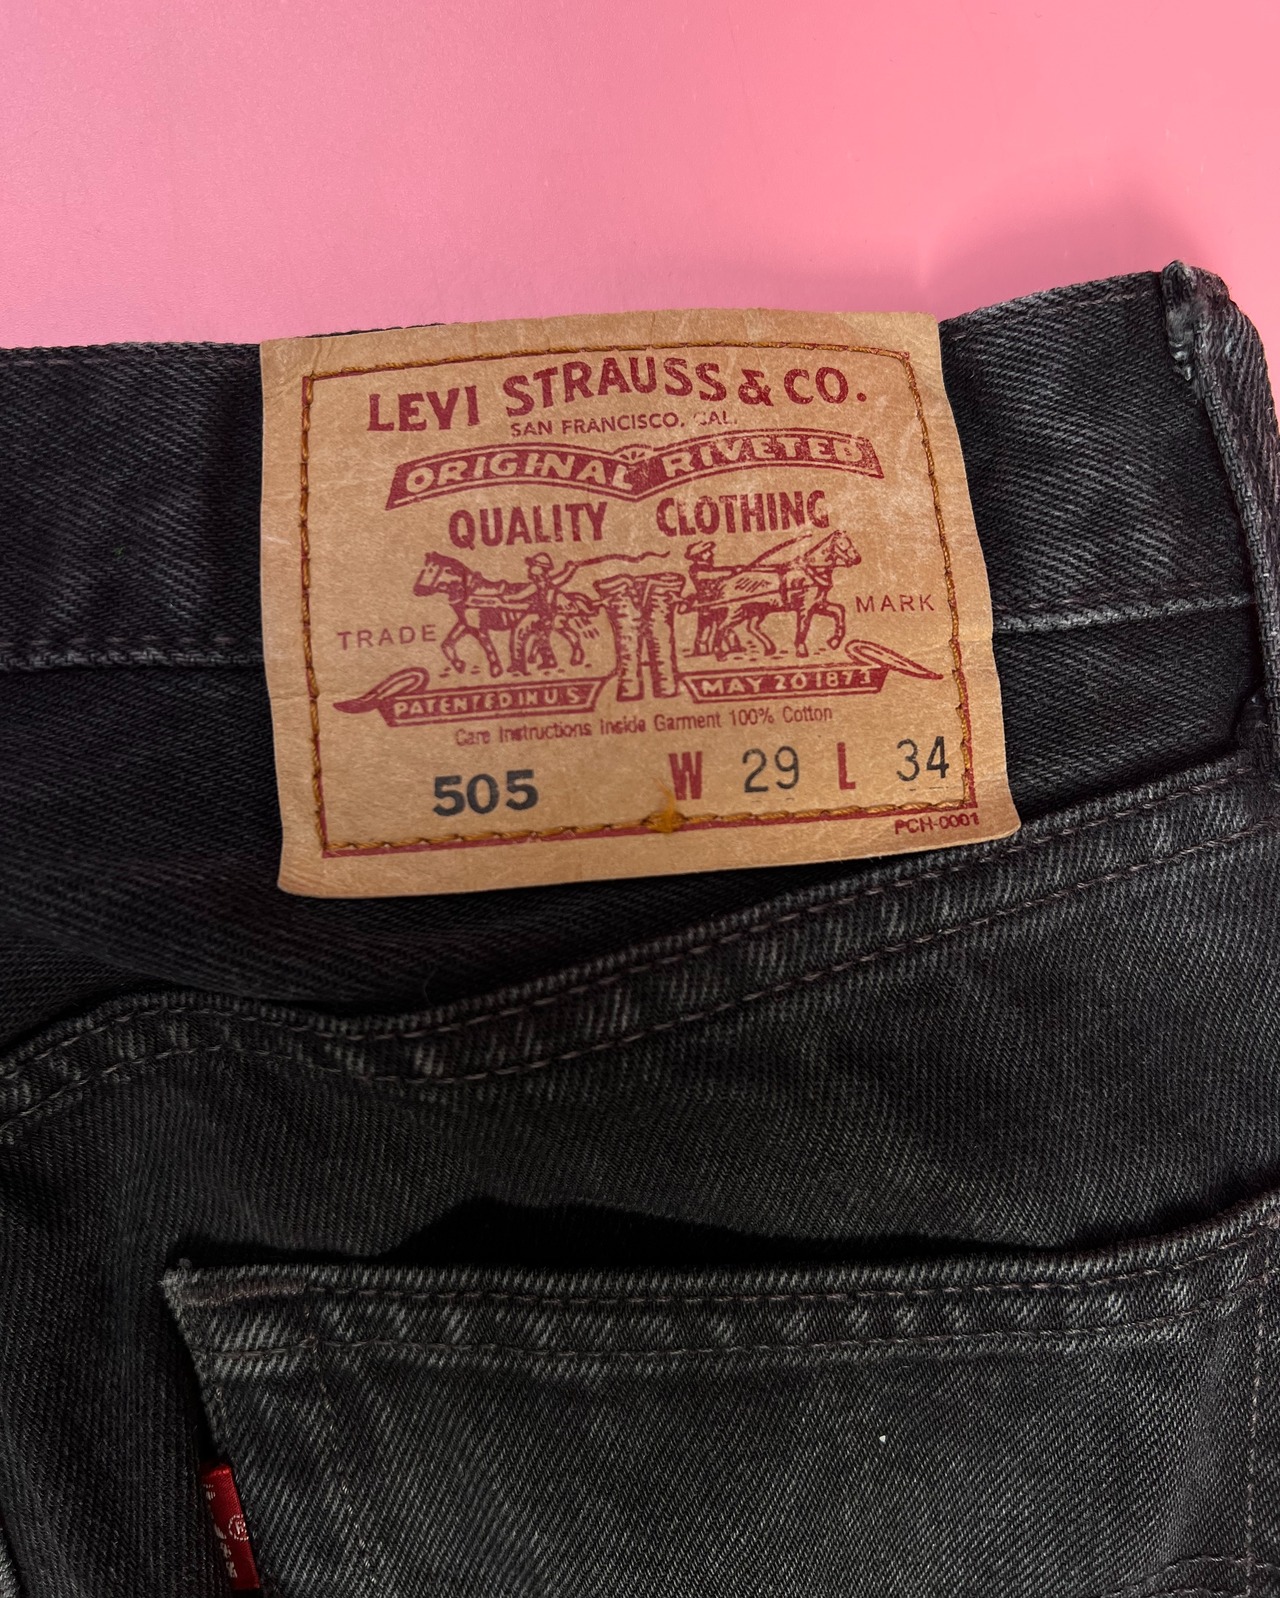 LEVI STRAUSS & CO.
SAN FRANCISCO, CAL.
ORIGINAL RIVETED
QUALITY CLOTHING
TRADE MARK
PATENTED IN U S MAY 20 1873
Care Instructions Inside Garment 100% Cotton
505 W 29 L 34
PCH-0001
®